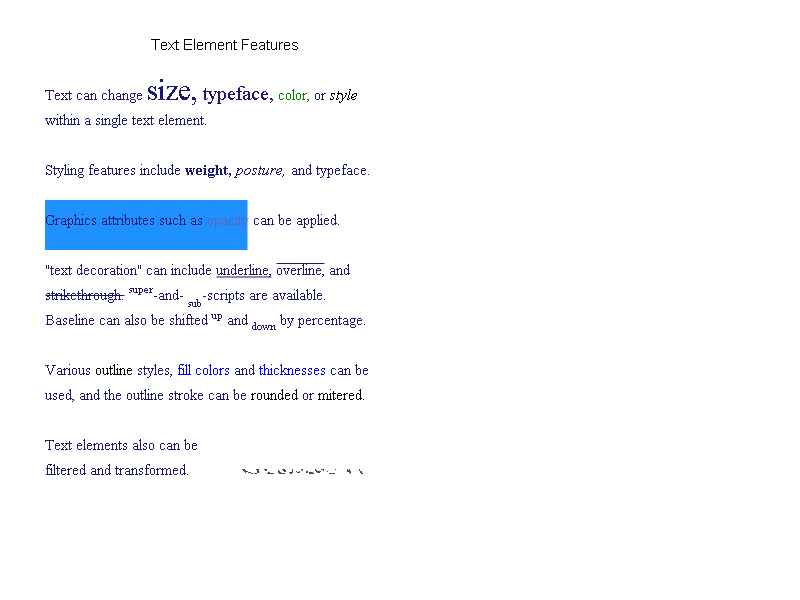 Text Element Features
Text can change size, typeface, color, or style
within a single text element.
Styling features include weight, posture, and typeface.
Graphics attributes such as opacity can be applied.
"text decoration" can include underline, overline, and
strikethrough. super-and- sub-scripts are available.
Baseline can also be shifted up and down by percentage.
Various outline styles, fill colors and thicknesses can be
used, and the outline stroke can be rounded or mitered.
Text elements also can be
filtered and transformed.